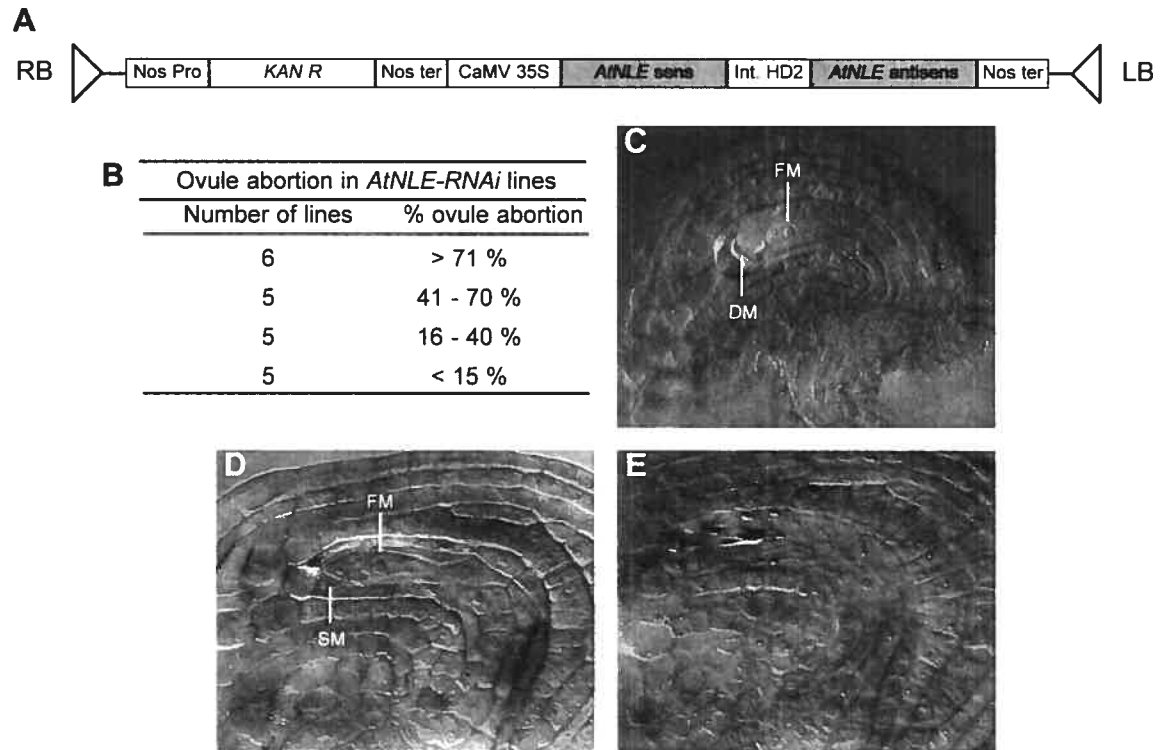 A
RB Nos Pro KAN R Nos ter CaMV 35S AtNLE sens Int. HD2 AtNLE antisens Nos ter LB
B
Ovule abortion in AtNLE-RNAi lines
Number of lines % ovule abortion
6 > 71 %
5 41 - 70 %
5 16 - 40 %
5 < 15 %
C
FM
DM
D
FM
SM
E